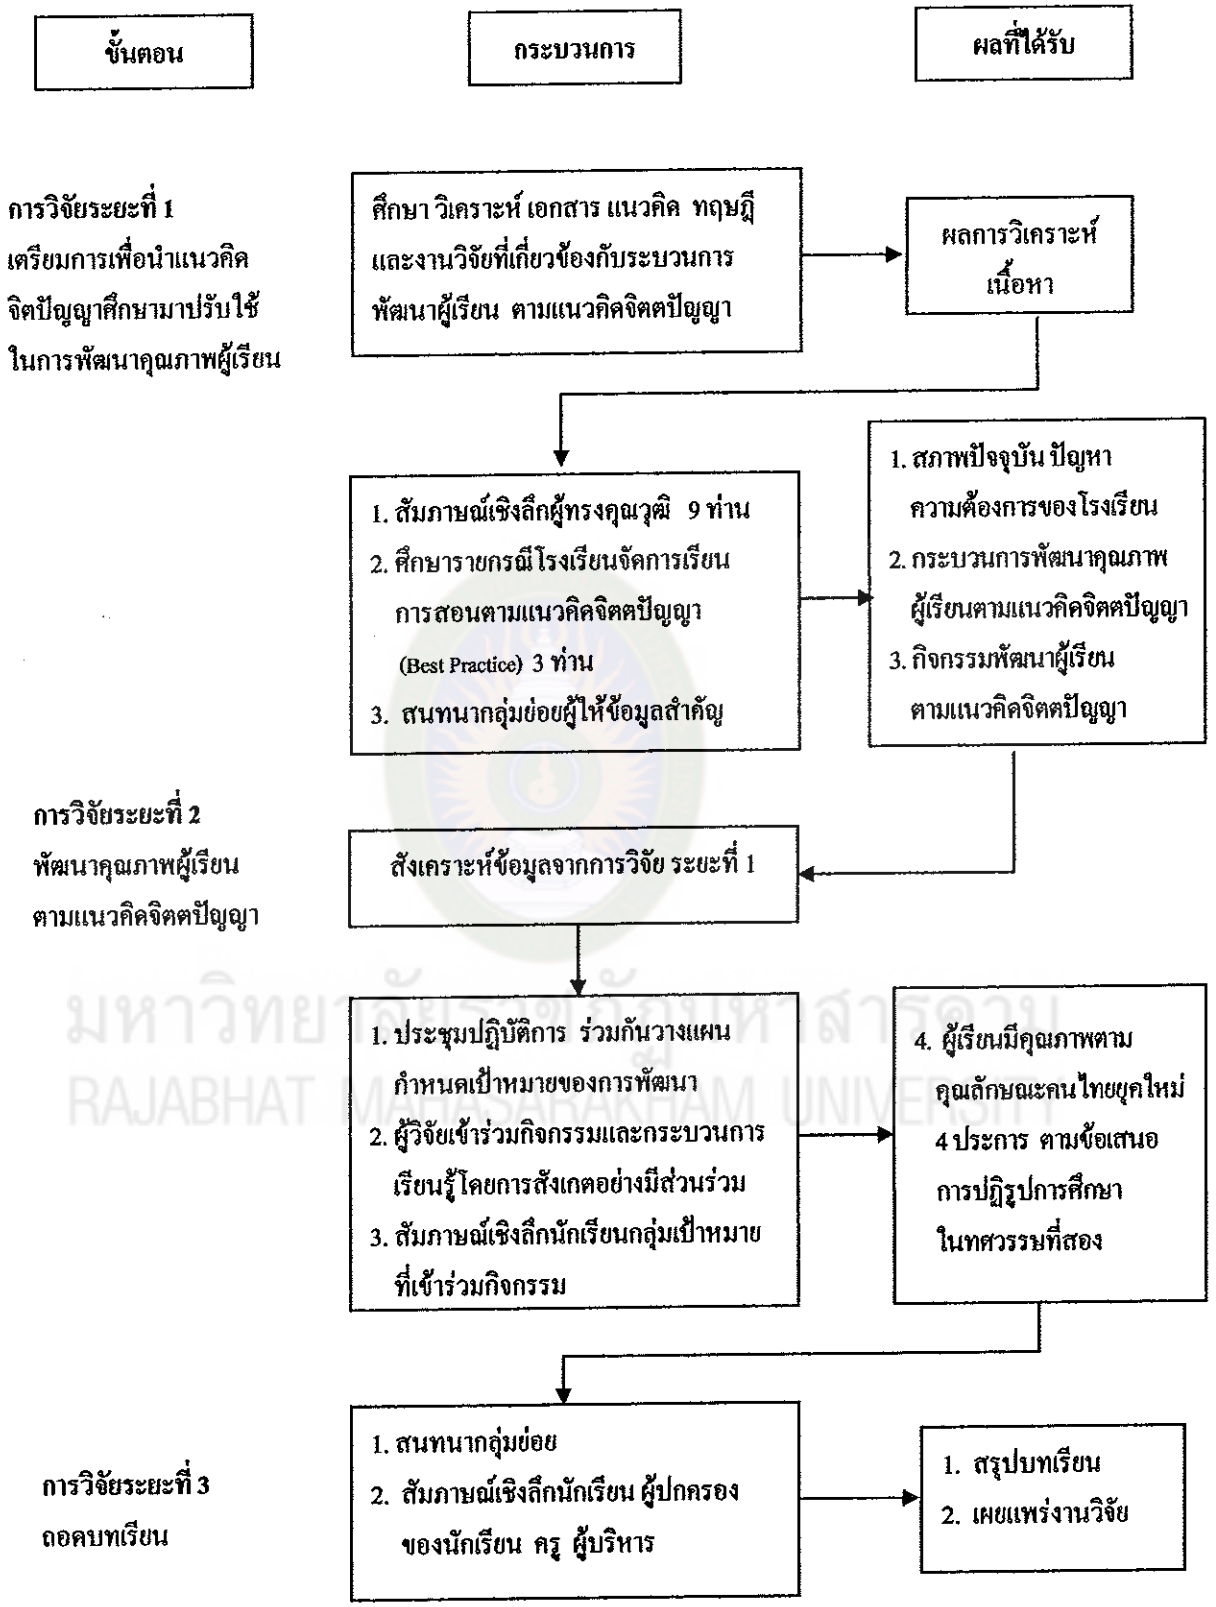 ขั้นตอน
กระบวนการ
ผลที่ได้รับ
การวิจัยระยะที่ 1
เตรียมการเพื่อนำแนวคิด
จิตปัญญาศึกษามาปรับใช้
ในการพัฒนาคุณภาพผู้เรียน
ศึกษา วิเคราะห์ เอกสาร แนวคิด ทฤษฎี
และงานวิจัยที่เกี่ยวข้องกับระบวนการ
พัฒนาผู้เรียน ตามแนวคิดจิตตปัญญา
ผลการวิเคราะห์
เนื้อหา
1. สัมภาษณ์เชิงลึกผู้ทรงคุณวุฒิ 9 ท่าน
2. ศึกษารายกรณีโรงเรียนจัดการเรียน
การสอนตามแนวคิดจิตตปัญญา
(Best Practice) 3 ท่าน
3. สนทนากลุ่มย่อยผู้ให้ข้อมูลสำคัญ
1. สภาพปัจจุบัน ปัญหา
ความต้องการของโรงเรียน
2. กระบวนการพัฒนาคุณภาพ
ผู้เรียนตามแนวคิดจิตตปัญญา
3. กิจกรรมพัฒนาผู้เรียน
ตามแนวคิดจิตตปัญญา
การวิจัยระยะที่ 2
พัฒนาคุณภาพผู้เรียน
ตามแนวคิดจิตตปัญญา
สังเคราะห์ข้อมูลจากการวิจัย ระยะที่ 1
มหาวิทยาลัยราชภัฏมหาสารคาม
RAJABHAT MAHASARAKHAM UNIVERSITY
1. ประชุมปฏิบัติการ ร่วมกันวางแผน
กำหนดเป้าหมายของการพัฒนา
2. ผู้วิจัยเข้าร่วมกิจกรรมและกระบวนการ
เรียนรู้โดยการสังเกตอย่างมีส่วนร่วม
3. สัมภาษณ์เชิงลึกนักเรียนกลุ่มเป้าหมาย
ที่เข้าร่วมกิจกรรม
4. ผู้เรียนมีคุณภาพตาม
คุณลักษณะคนไทยยุคใหม่
4 ประการ ตามข้อเสนอ
การปฏิรูปการศึกษา
ในทศวรรษที่สอง
การวิจัยระยะที่ 3
ถอดบทเรียน
1. สนทนากลุ่มย่อย
2. สัมภาษณ์เชิงลึกนักเรียน ผู้ปกครอง
ของนักเรียน ครู ผู้บริหาร
1. สรุปบทเรียน
2. เผยแพร่งานวิจัย